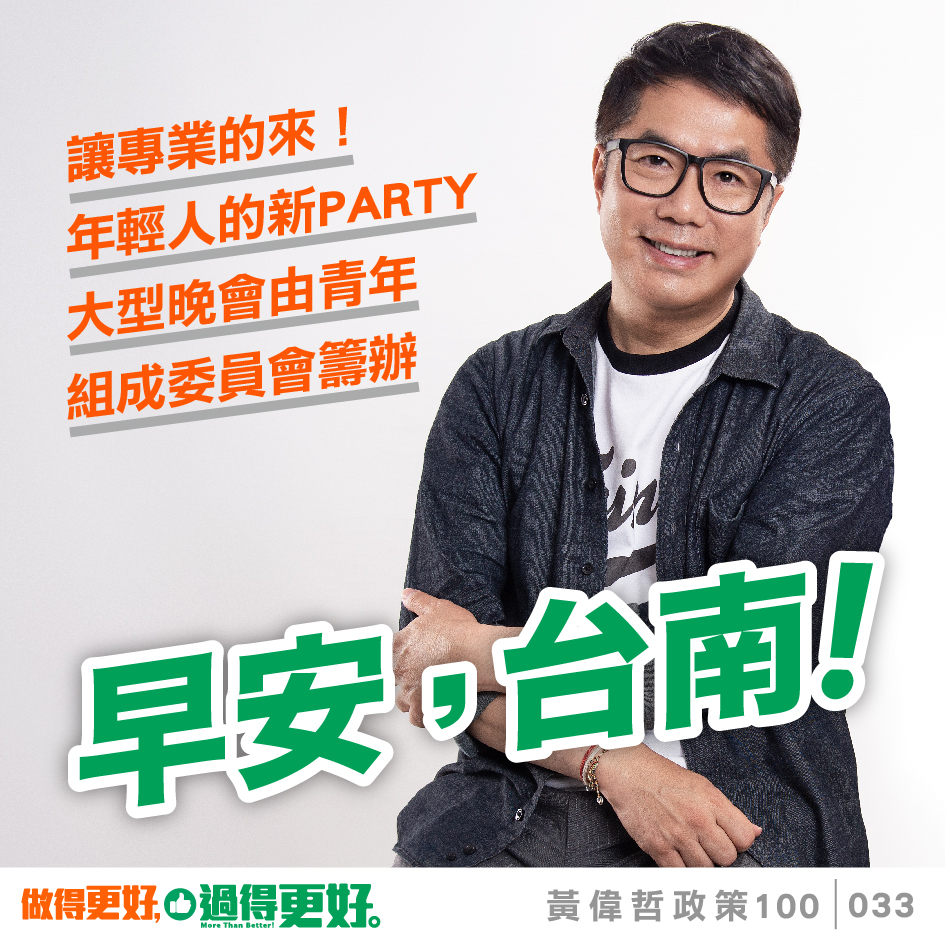 讓專業的來！
年輕人的新PARTY
大型晚會由青年
組成委員會籌辦
早安，台南！
做得更好，過得更好。
More Than Better!
黃偉哲政策100 | 033